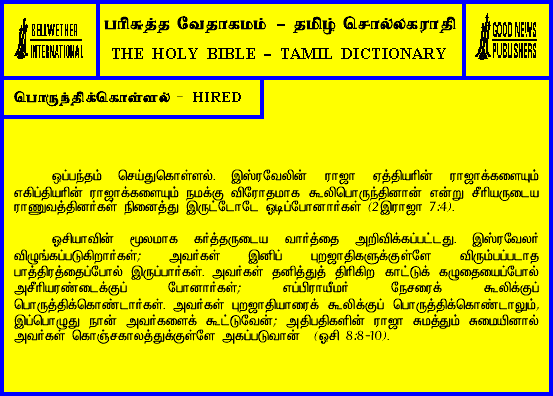 BELLWETHER
INTERNATIONAL
பரிசுத்த வேதாகமம் - தமிழ் சொல்லகராதி
THE HOLY BIBLE - TAMIL DICTIONARY
GOOD NEWS
PUBLISHERS
பொருந்திக்கொள்ளல் - HIRED
ஒப்பந்தம் செய்துகொள்ளல். இஸ்ரவேலின் ராஜா ஏத்தியரின் ராஜாக்களையும்
எகிப்தியரின் ராஜாக்களையும் நமக்கு விரோதமாக கூலிபொருந்தினான் என்று சீரியருடைய
ராணுவத்தினர்கள் நினைத்து இருட்டோடே ஓடிப்போனார்கள் (2இராஜா 7:4).
ஒசியாவின் மூலமாக கர்த்தருடைய வார்த்தை அறிவிக்கப்பட்டது. இஸ்ரவேலர்
விழுங்கப்படுகிறார்கள்; அவர்கள் இனிப் புறஜாதிகளுக்குள்ளே விரும்பப்படாத
பாத்திரத்தைப்போல் இருப்பார்கள். அவர்கள் தனித்துத் திரிகிற காட்டுக் கழுதையைப்போல்
அசீரியரண்டைக்குப் போனார்கள்; எப்பிராயீமர் நேசரைக் கூலிக்குப்
பொருத்திக்கொண்டார்கள். அவர்கள் புறஜாதியாரைக் கூலிக்குப் பொருத்திக்கொண்டாலும்,
இப்பொழுது நான் அவர்களைக் கூட்டுவேன்; அதிபதிகளின் ராஜா சுமத்தும் சுமையினால்
அவர்கள் கொஞ்சகாலத்துக்குள்ளே அகப்படுவான் (ஒசி 8:8-10).